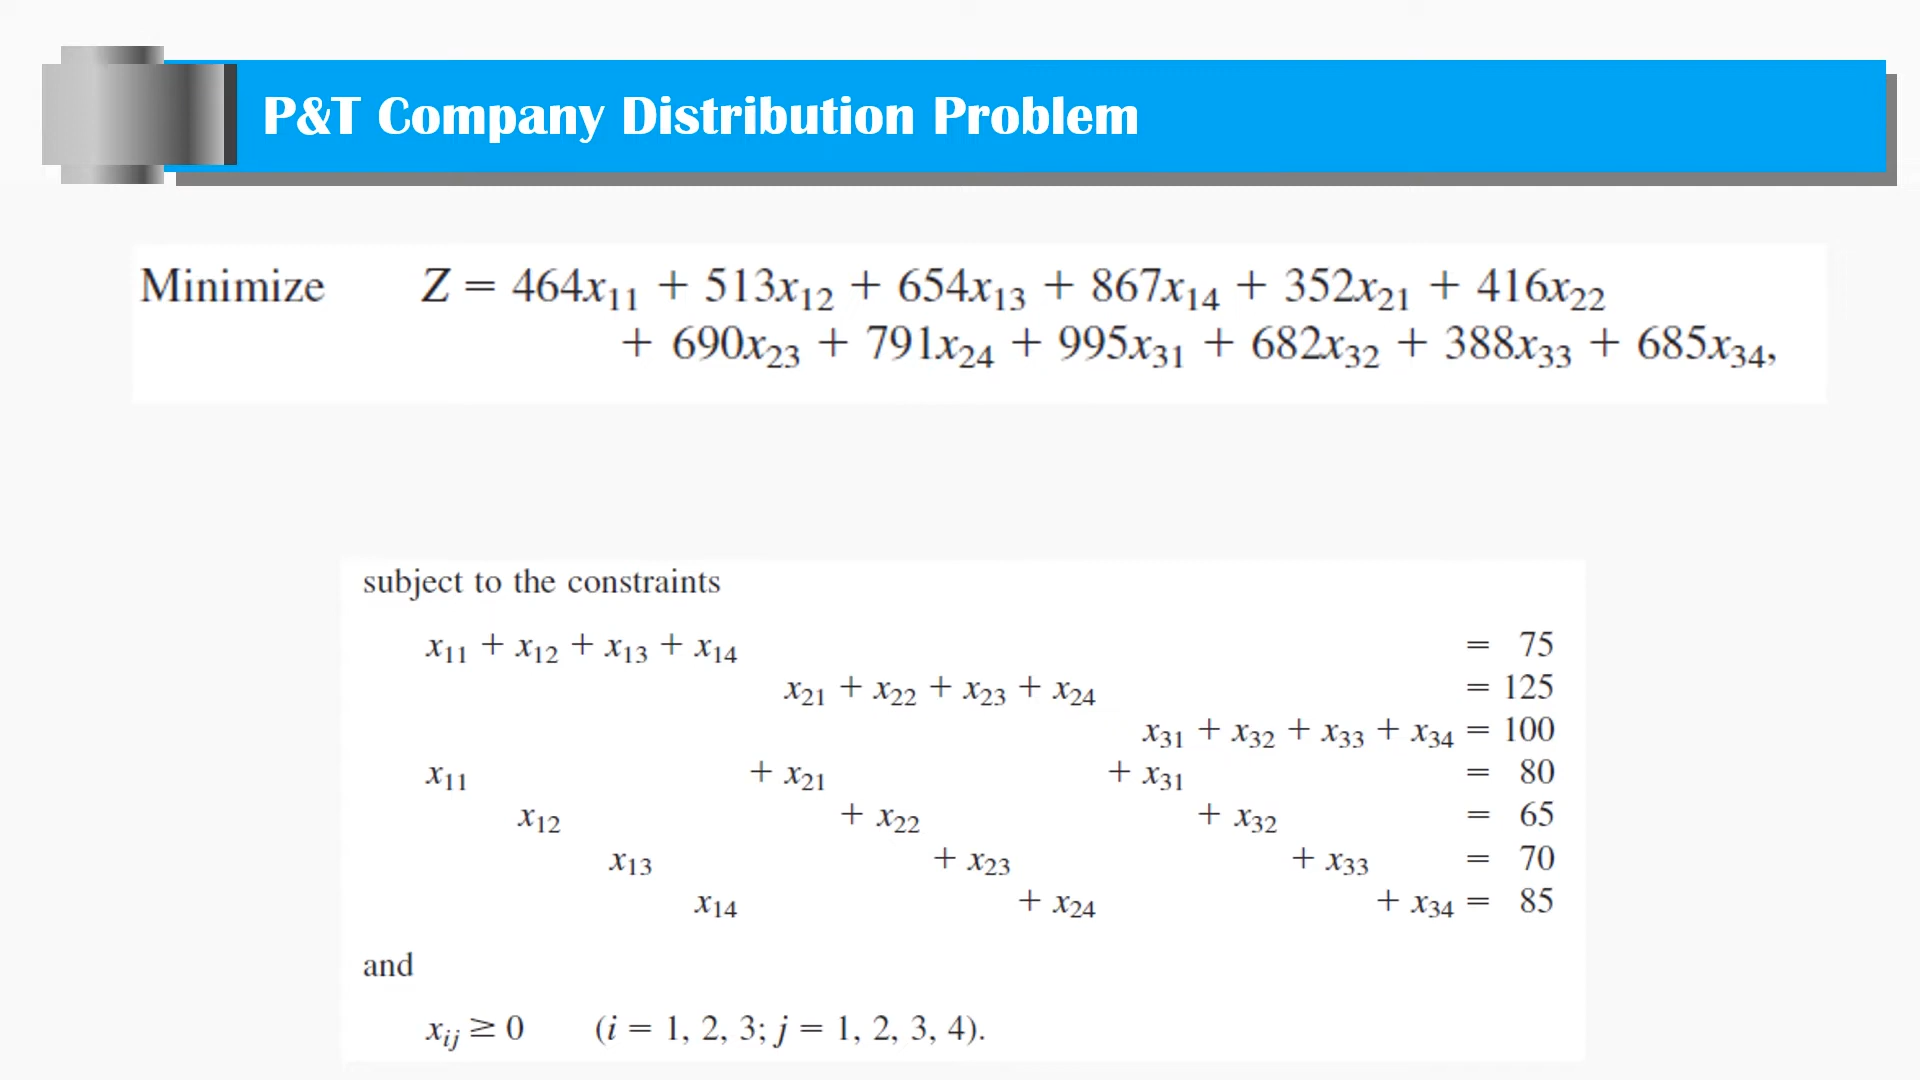 P&T Company Distribution Problem
Minimize Z = 464x₁₁ + 513x₁₂ + 654x₁₃ + 867x₁₄ + 352x₂₁ + 416x₂₂
+ 690x₂₃ + 791x₂₄ + 995x₃₁ + 682x₃₂ + 388x₃₃ + 685x₃₄,
subject to the constraints
x₁₁ + x₁₂ + x₁₃ + x₁₄ = 75
x₂₁ + x₂₂ + x₂₃ + x₂₄ = 125
x₃₁ + x₃₂ + x₃₃ + x₃₄ = 100
x₁₁ + x₂₁ + x₃₁ = 80
x₁₂ + x₂₂ + x₃₂ = 65
x₁₃ + x₂₃ + x₃₃ = 70
x₁₄ + x₂₄ + x₃₄ = 85
and
xᵢⱼ ≥ 0 (i = 1, 2, 3; j = 1, 2, 3, 4).